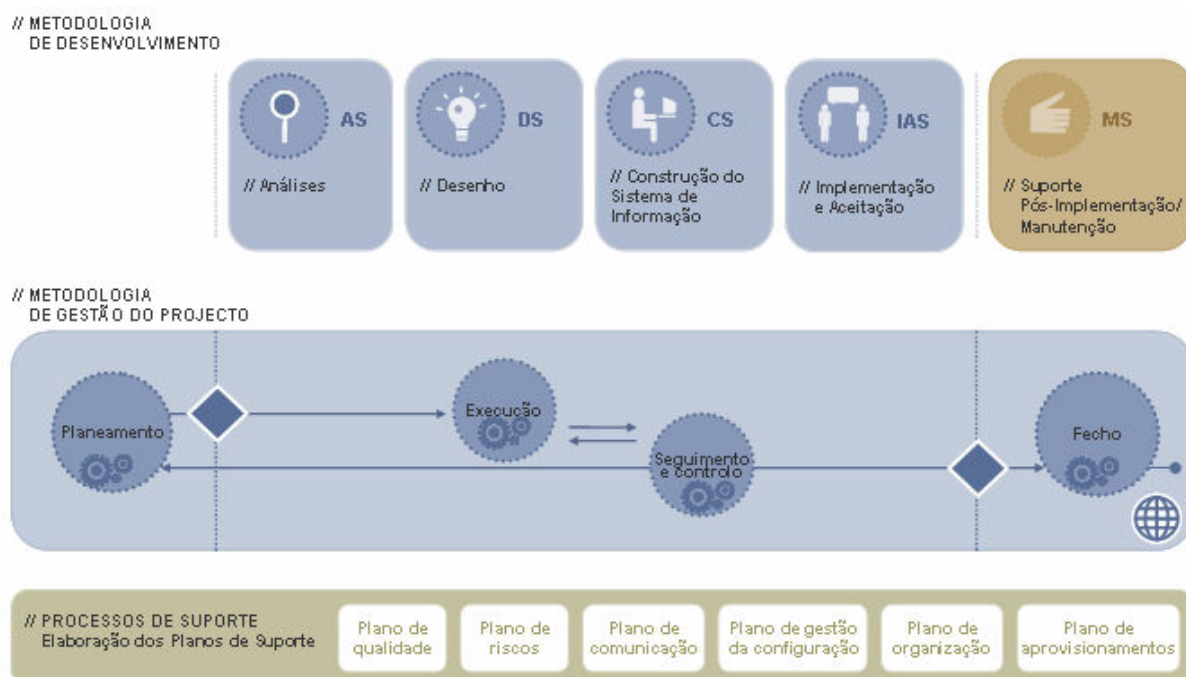 // METODOLOGIA
DE DESENVOLVIMENTO
AS
// Análises
DS
// Desenho
CS
// Construção do
Sistema de
Informação
IAS
// Implementação
e Aceitação
MS
// Suporte
Pós-Implementação/
Manutenção
// METODOLOGIA
DE GESTÃO DO PROJECTO
Planeamento
Execução
Seguimento
e controlo
Fecho
// PROCESSOS DE SUPORTE
Elaboração dos Planos de Suporte
Plano de
qualidade
Plano de
riscos
Plano de
comunicação
Plano de gestão
da configuração
Plano de
organização
Plano de
aprovisionamentos